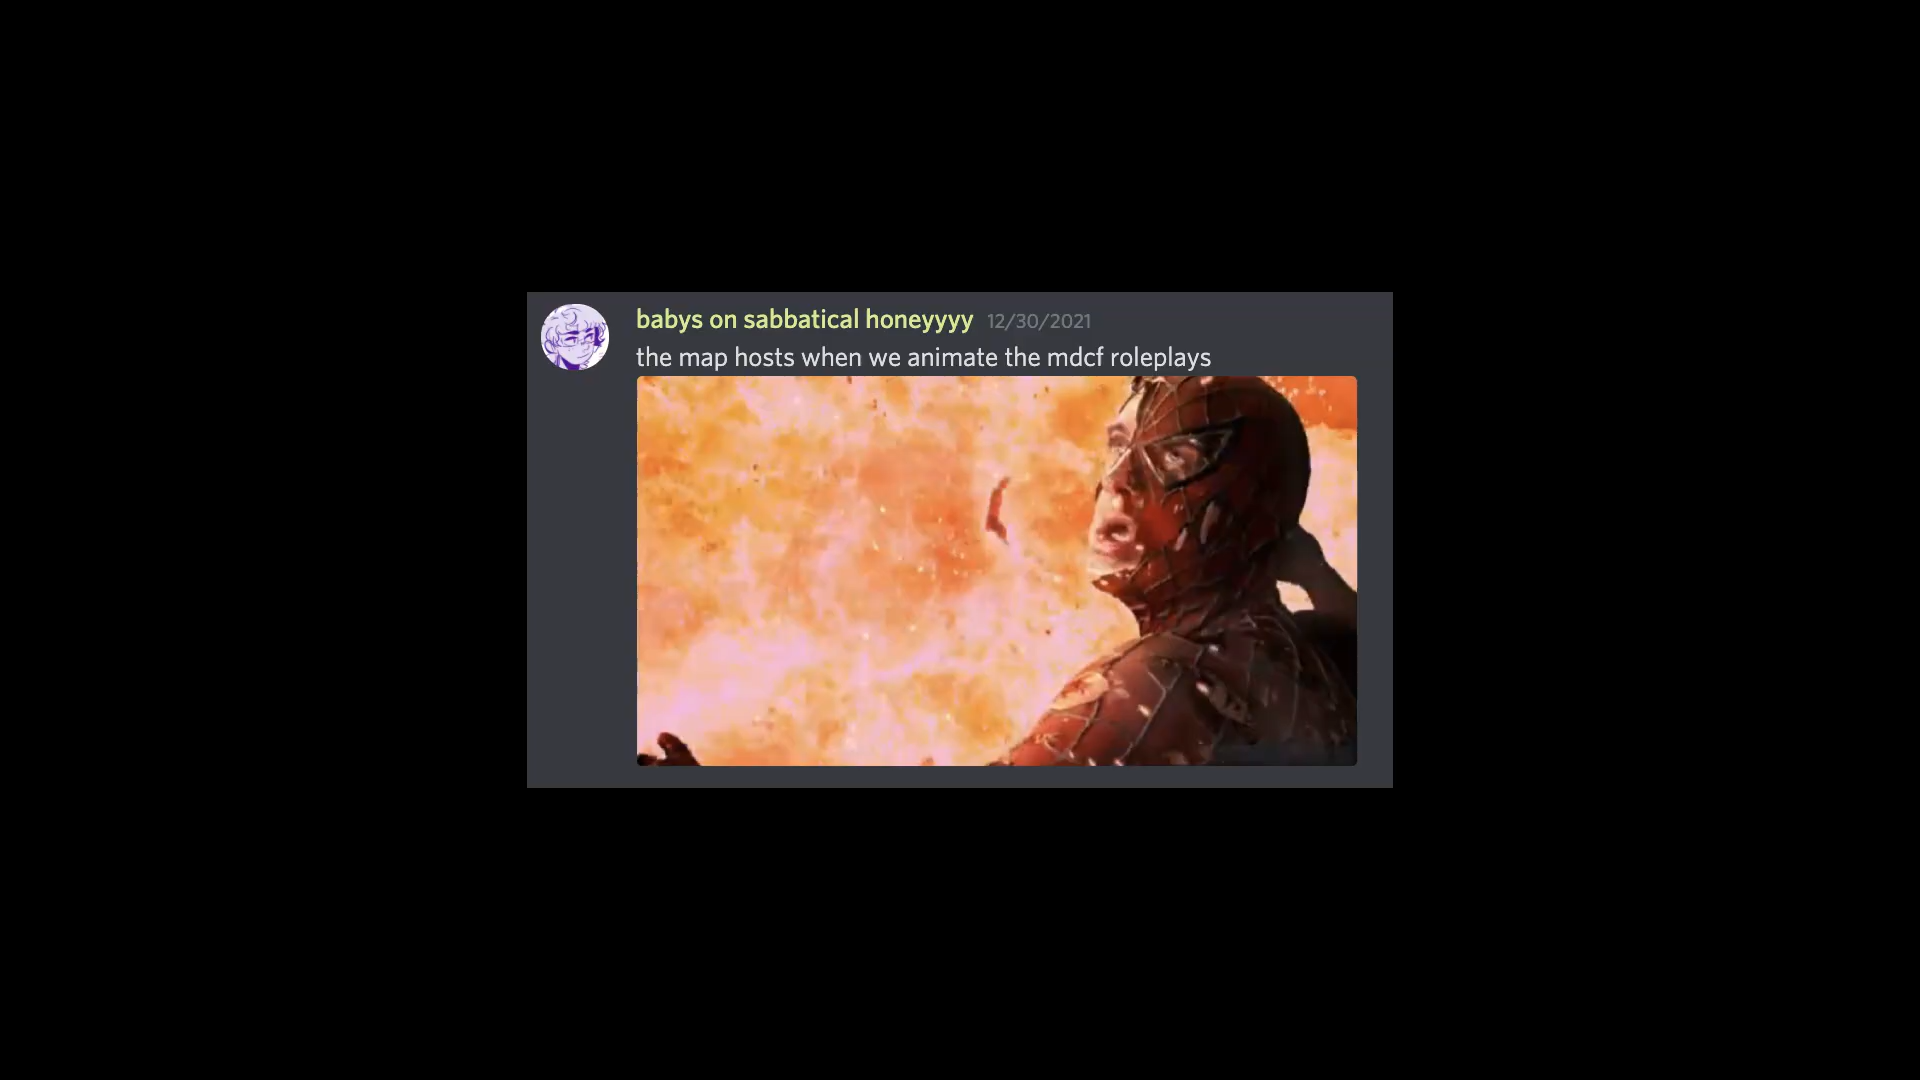 babys on sabbatical honeyyyy 12/30/2021
the map hosts when we animate the mdcf roleplays